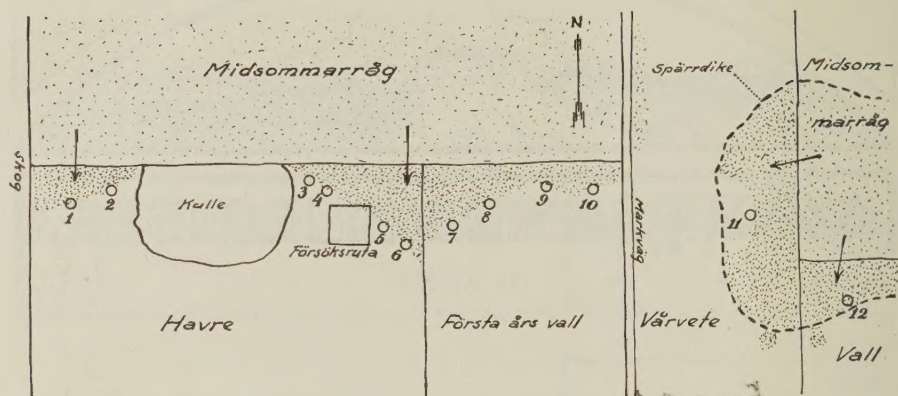 N
Midsommarråg
Spärrdike
Midsom-
marråg
Skog
Kulle
1
2
3
4
5
6
7
8
9
10
11
12
Försöksruta
Markväg
Havre
Första års vall
Vårvete
Vall